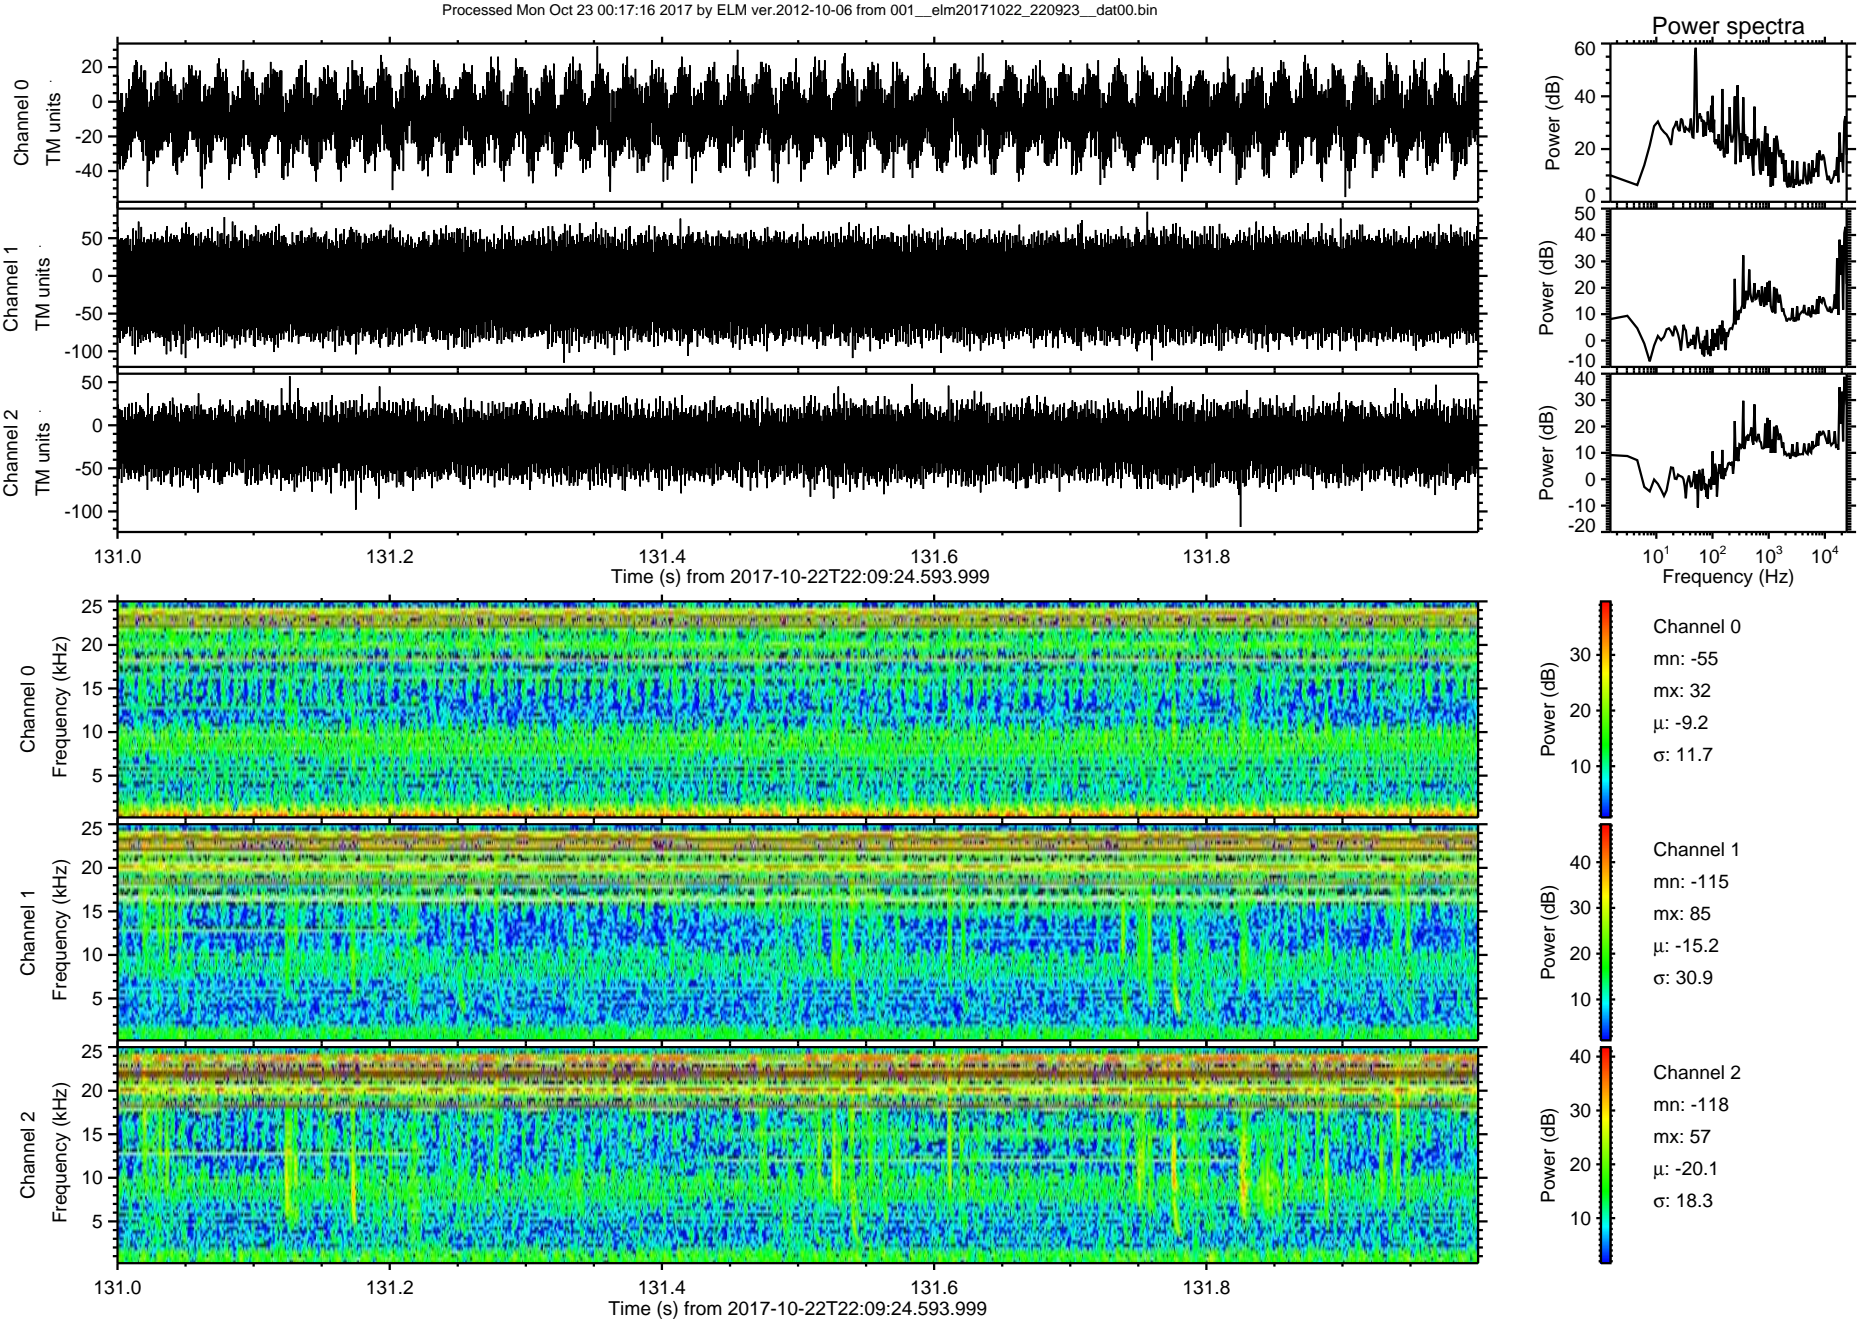 Processed Mon Oct 23 00:17:16 2017 by ELM ver.2012-10-06 from 001__elm20171022_220923__dat00.bin
Power spectra
Channel 0
TM units
20
0
-20
-40
Power (dB)
60
40
20
0
Channel 1
TM units
50
0
-50
-100
Power (dB)
50
40
30
20
10
0
-10
Channel 2
TM units
50
0
-50
-100
Power (dB)
40
30
20
10
0
-10
-20
131.0 131.2 131.4 131.6 131.8
Time (s) from 2017-10-22T22:09:24.593.999
10¹ 10² 10³ 10⁴
Frequency (Hz)
Channel 0
Frequency (kHz)
25
20
15
10
5
Power (dB)
30
20
10
Channel 0
mn: -55
mx: 32
µ: -9.2
σ: 11.7
Channel 1
Frequency (kHz)
25
20
15
10
5
Power (dB)
40
30
20
10
Channel 1
mn: -115
mx: 85
µ: -15.2
σ: 30.9
Channel 2
Frequency (kHz)
25
20
15
10
5
Power (dB)
40
30
20
10
Channel 2
mn: -118
mx: 57
µ: -20.1
σ: 18.3
131.0 131.2 131.4 131.6 131.8
Time (s) from 2017-10-22T22:09:24.593.999